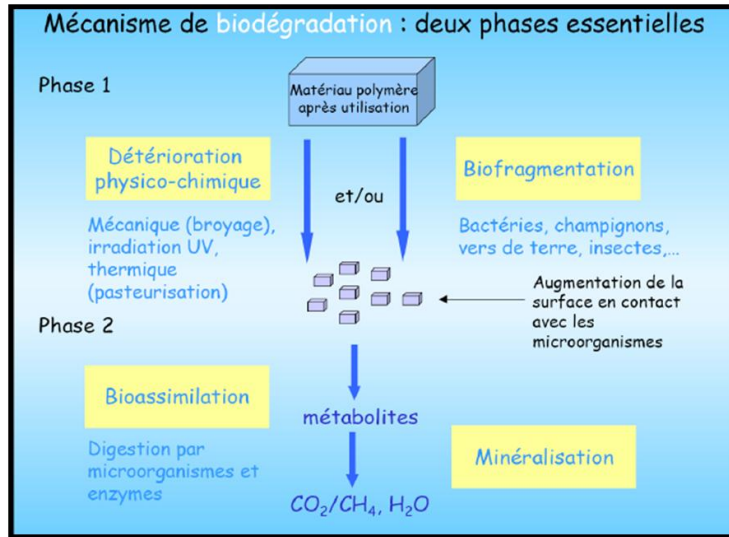 Mécanisme de biodégradation : deux phases essentielles
Phase 1
Matériau polymère
après utilisation
Détérioration
physico-chimique
et/ou
Biofragmentation
Mécanique (broyage),
irradiation UV,
thermique
(pasteurisation)
Bactéries, champignons,
vers de terre, insectes,...
Augmentation de la
surface en contact
avec les
microorganismes
Phase 2
Bioassimilation
métabolites
Digestion par
microorganismes et
enzymes
Minéralisation
CO₂/CH₄, H₂O